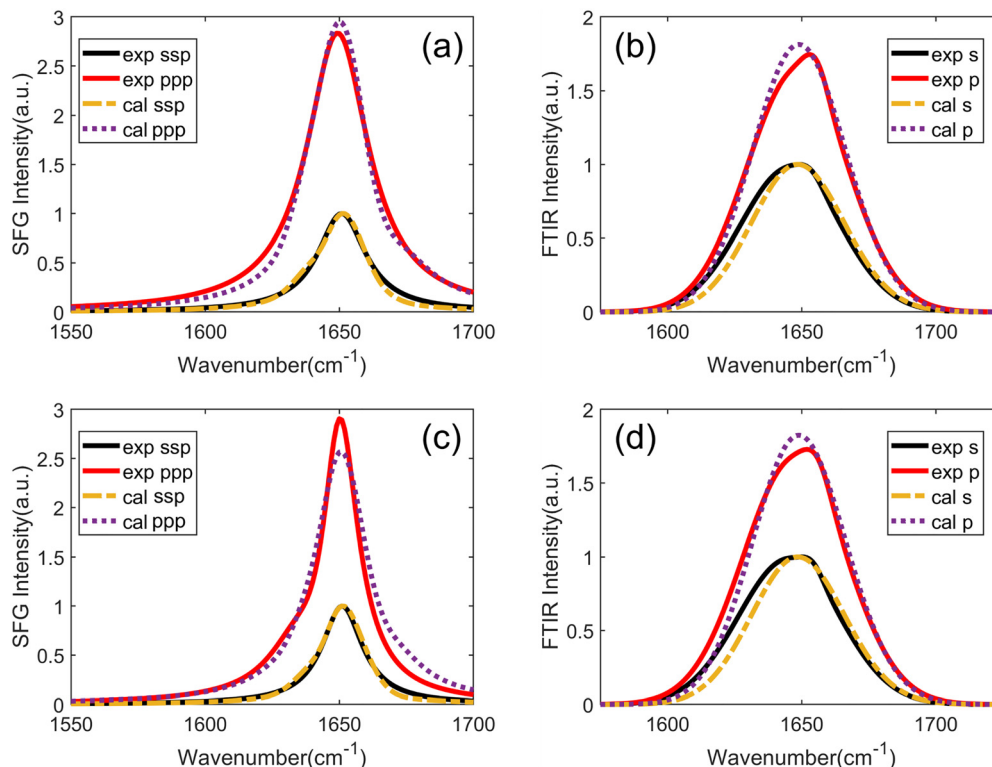 (a)
exp ssp
exp ppp
cal ssp
cal ppp
SFG Intensity(a.u.)
3
2.5
2
1.5
1
0.5
0
1550
1600
1650
1700
Wavenumber(cm⁻¹)
(b)
exp s
exp p
cal s
cal p
FTIR Intensity(a.u.)
2
1.5
1
0.5
0
1600
1650
1700
Wavenumber(cm⁻¹)
(c)
exp ssp
exp ppp
cal ssp
cal ppp
SFG Intensity(a.u.)
3
2.5
2
1.5
1
0.5
0
1550
1600
1650
1700
Wavenumber(cm⁻¹)
(d)
exp s
exp p
cal s
cal p
FTIR Intensity(a.u.)
2
1.5
1
0.5
0
1600
1650
1700
Wavenumber(cm⁻¹)